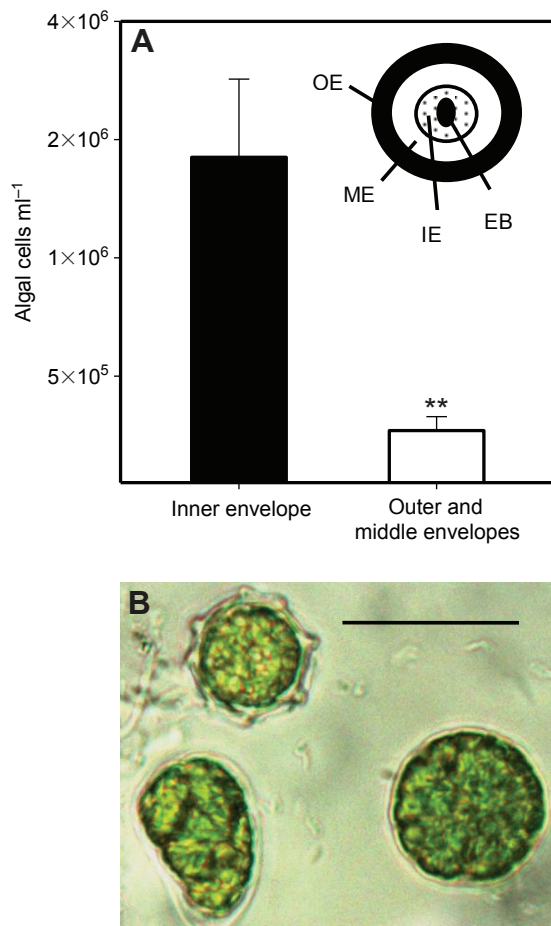 4×10⁶
A
2×10⁶
1×10⁶
5×10⁵
Algal cells ml⁻¹
OE
ME
IE
EB
**
Inner envelope
Outer and
middle envelopes
B